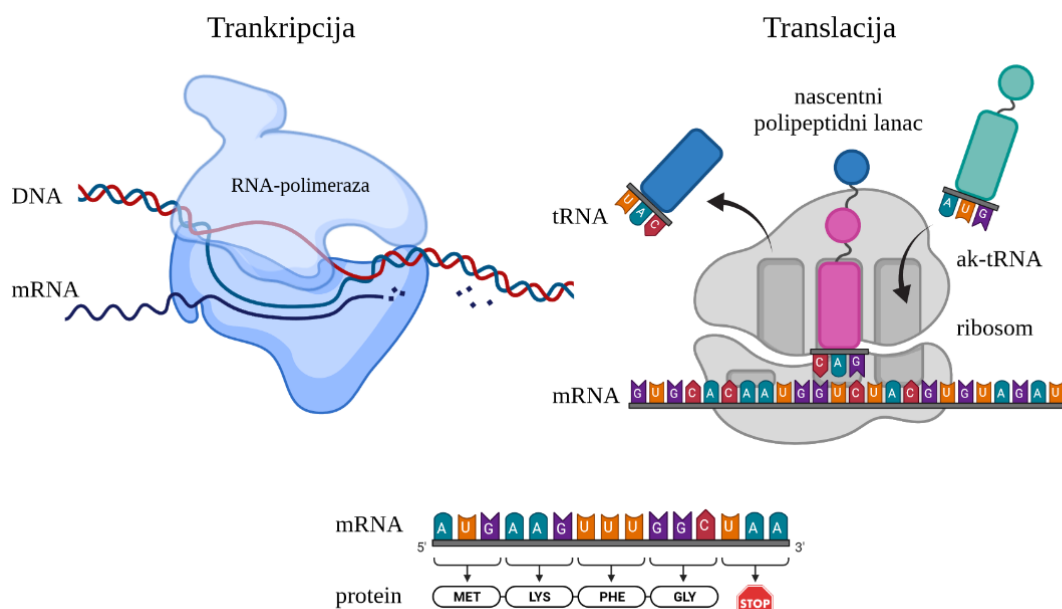 Trankripcija
Translacija
nascentni
polipeptidni lanac
RNA-polimeraza
DNA
tRNA
U A C
A U G
ak-tRNA
mRNA
ribosom
C A G
mRNA
G U G C A C A A U G G U C U A C G U G U A G A U
mRNA
A U G A A G U U U G G C U A A
5'
3'
protein
MET
LYS
PHE
GLY
STOP